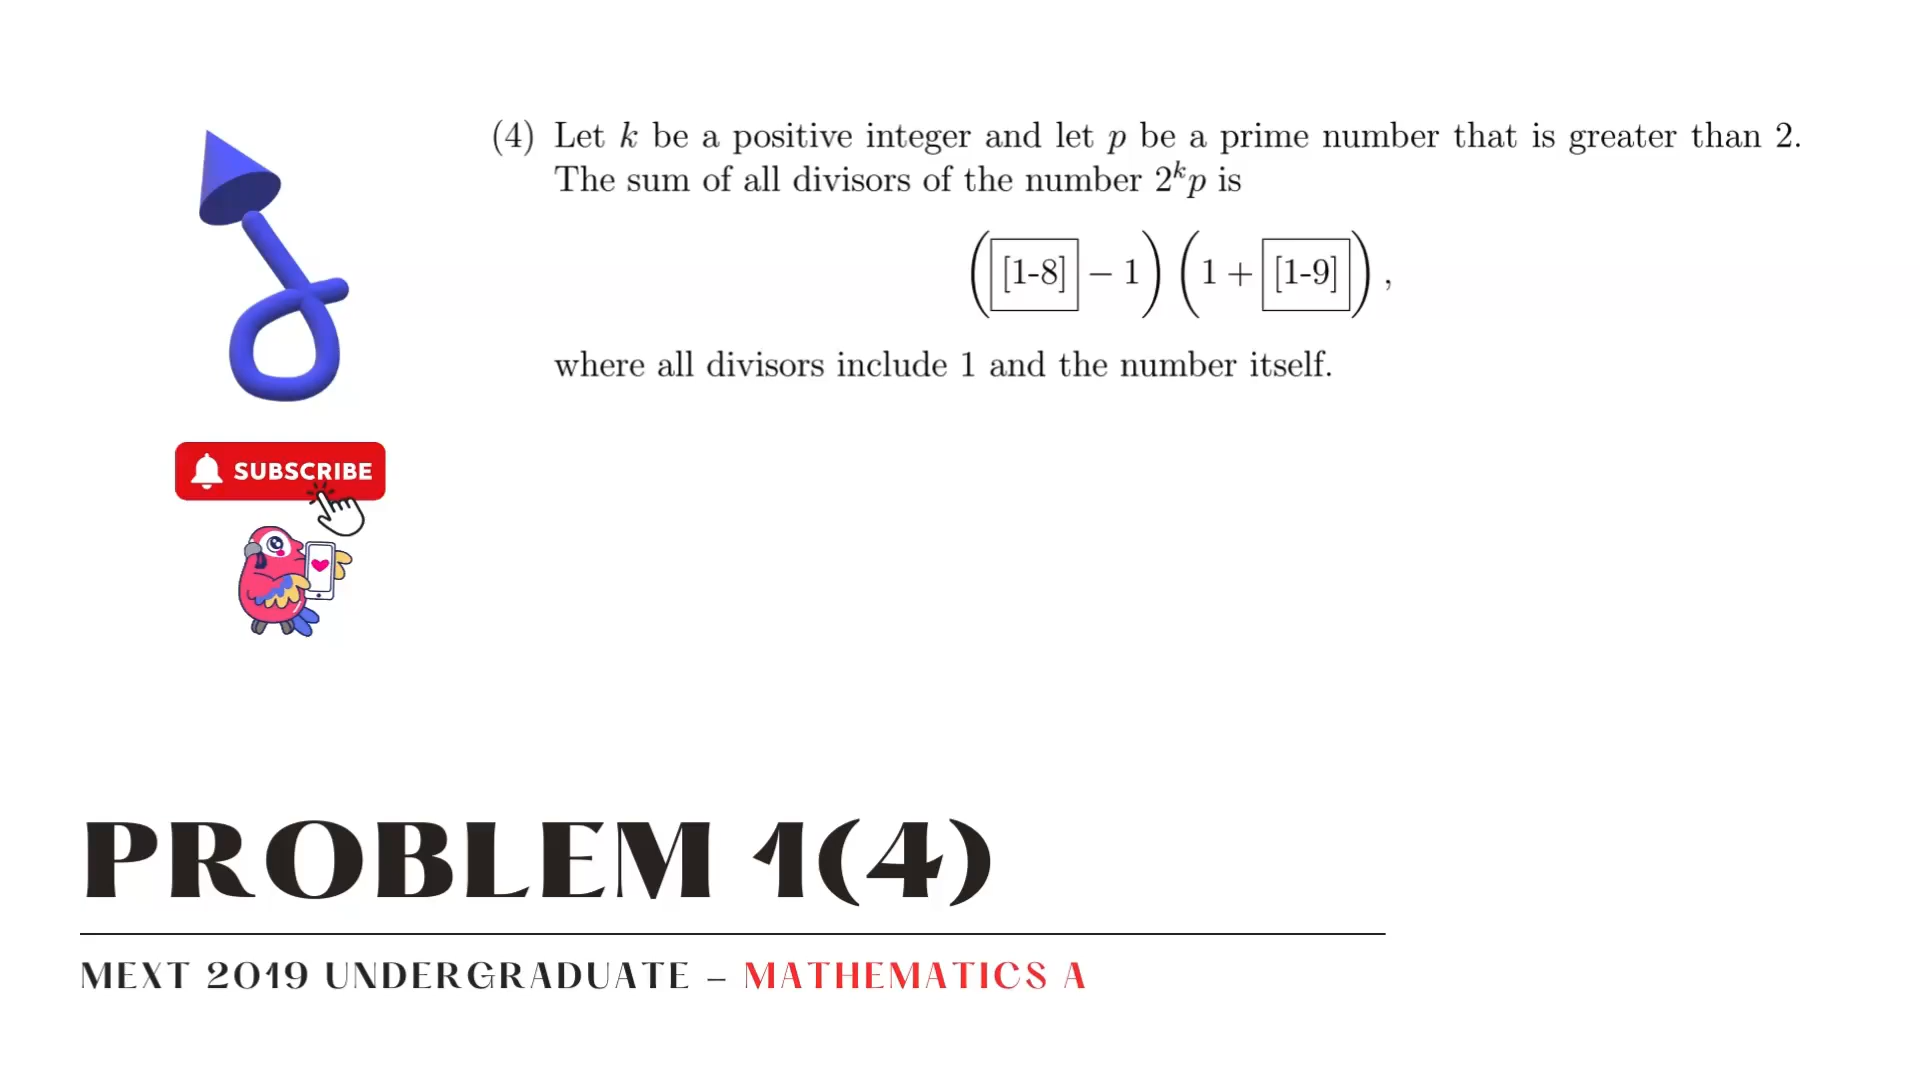 (4) Let k be a positive integer and let p be a prime number that is greater than 2.
The sum of all divisors of the number 2^k p is
([1-8] − 1)(1 + [1-9]),
where all divisors include 1 and the number itself.
SUBSCRIBE
PROBLEM 1(4)
MEXT 2019 UNDERGRADUATE – MATHEMATICS A